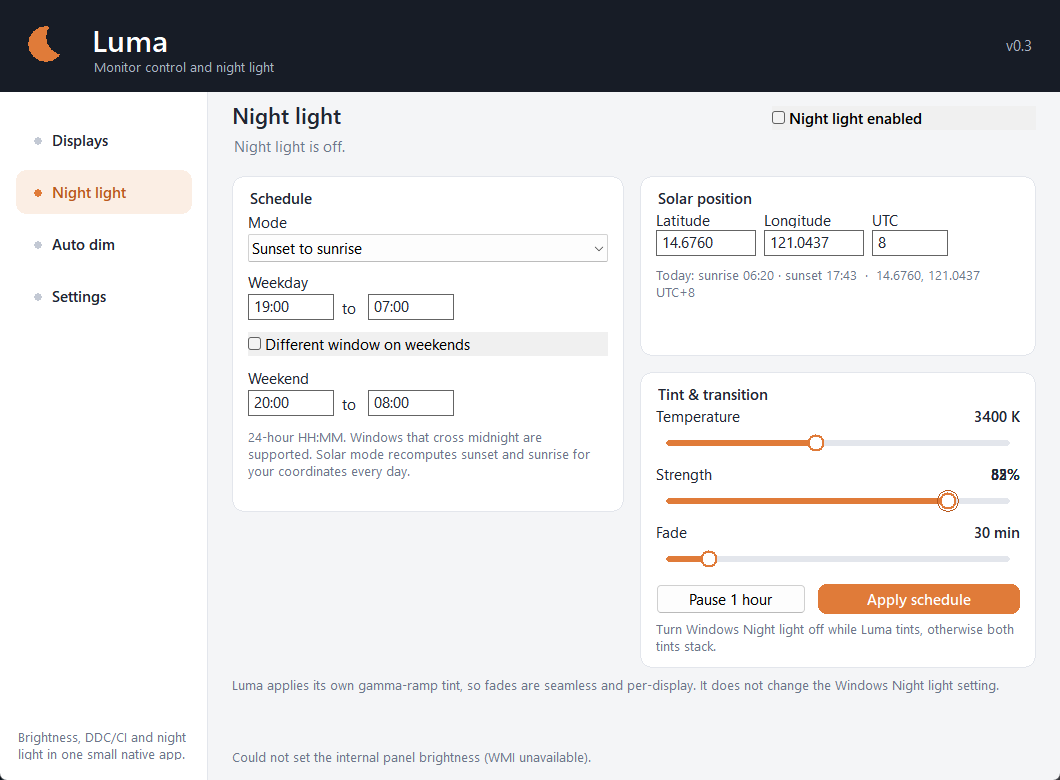 Luma
Monitor control and night light
v0.3
Displays
Night light
Auto dim
Settings
Brightness, DDC/CI and night
light in one small native app.
Night light
Night light enabled
Night light is off.
Schedule
Mode
Sunset to sunrise
Weekday
19:00 to 07:00
Different window on weekends
Weekend
20:00 to 08:00
24-hour HH:MM. Windows that cross midnight are
supported. Solar mode recomputes sunset and sunrise for
your coordinates every day.
Solar position
Latitude Longitude UTC
14.6760 121.0437 8
Today: sunrise 06:20 · sunset 17:43 · 14.6760, 121.0437
UTC+8
Tint & transition
Temperature 3400 K
Strength
Fade 30 min
Pause 1 hour Apply schedule
Turn Windows Night light off while Luma tints, otherwise both
tints stack.
Luma applies its own gamma-ramp tint, so fades are seamless and per-display. It does not change the Windows Night light setting.
Could not set the internal panel brightness (WMI unavailable).